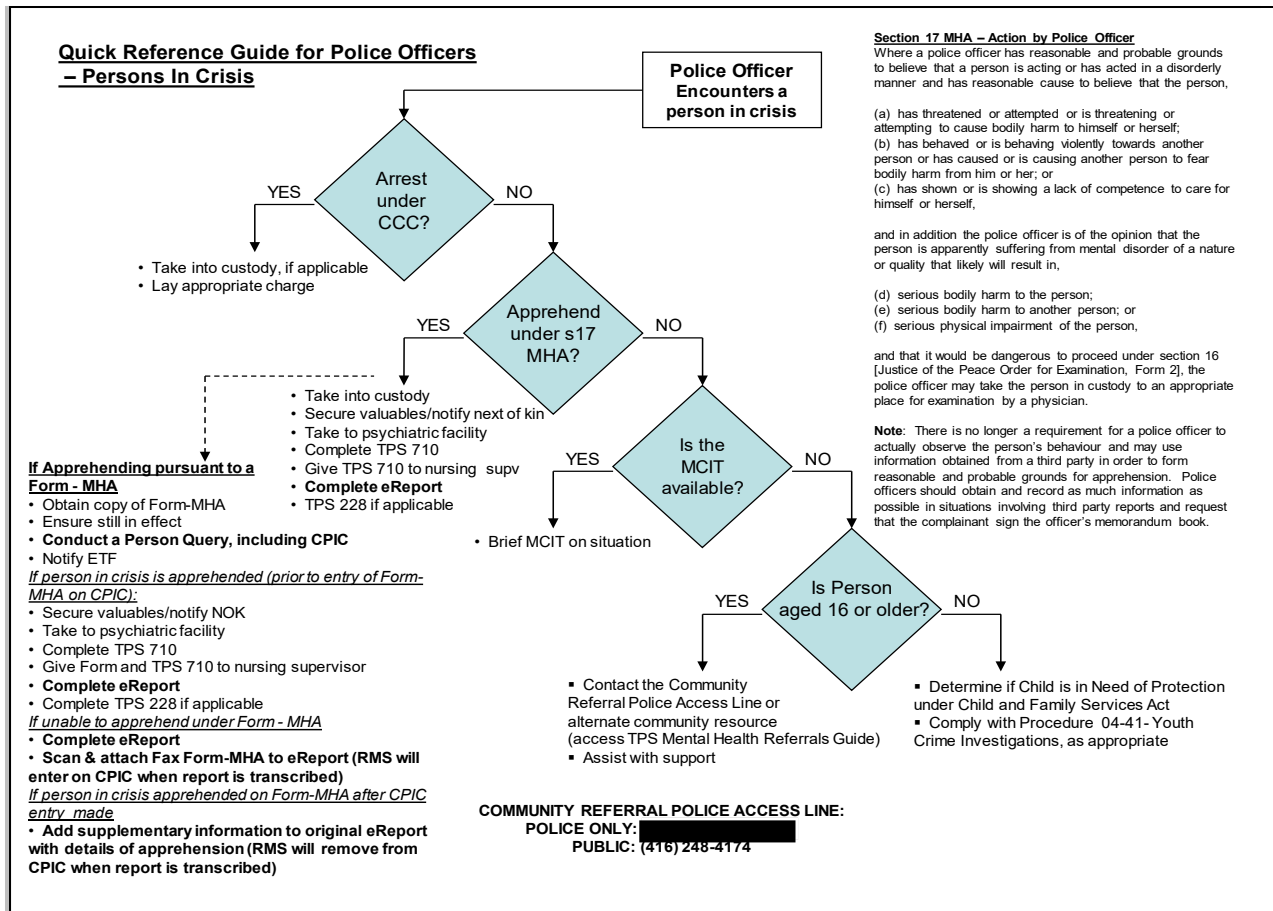 Quick Reference Guide for Police Officers
– Persons In Crisis
Police Officer
Encounters a
person in crisis
Arrest
under
CCC?
YES
NO
• Take into custody, if applicable
• Lay appropriate charge
Apprehend
under s17
MHA?
YES
NO
• Take into custody
• Secure valuables/notify next of kin
• Take to psychiatric facility
• Complete TPS 710
• Give TPS 710 to nursing supv
• Complete eReport
• TPS 228 if applicable
Is the
MCIT
available?
YES
NO
• Brief MCIT on situation
Is Person
aged 16 or older?
YES
NO
▪ Contact the Community
Referral Police Access Line or
alternate community resource
(access TPS Mental Health Referrals Guide)
▪ Assist with support
▪ Determine if Child is in Need of Protection
under Child and Family Services Act
▪ Comply with Procedure 04-41- Youth
Crime Investigations, as appropriate
If Apprehending pursuant to a
Form - MHA
• Obtain copy of Form-MHA
• Ensure still in effect
• Conduct a Person Query, including CPIC
• Notify ETF
If person in crisis is apprehended (prior to entry of Form-
MHA on CPIC):
• Secure valuables/notify NOK
• Take to psychiatric facility
• Complete TPS 710
• Give Form and TPS 710 to nursing supervisor
• Complete eReport
• Complete TPS 228 if applicable
If unable to apprehend under Form - MHA
• Complete eReport
• Scan & attach Fax Form-MHA to eReport (RMS will
enter on CPIC when report is transcribed)
If person in crisis apprehended on Form-MHA after CPIC
entry made
• Add supplementary information to original eReport
with details of apprehension (RMS will remove from
CPIC when report is transcribed)
COMMUNITY REFERRAL POLICE ACCESS LINE:
POLICE ONLY:
PUBLIC: (416) 248-4174
Section 17 MHA – Action by Police Officer
Where a police officer has reasonable and probable grounds
to believe that a person is acting or has acted in a disorderly
manner and has reasonable cause to believe that the person,
(a) has threatened or attempted or is threatening or
attempting to cause bodily harm to himself or herself;
(b) has behaved or is behaving violently towards another
person or has caused or is causing another person to fear
bodily harm from him or her; or
(c) has shown or is showing a lack of competence to care for
himself or herself,
and in addition the police officer is of the opinion that the
person is apparently suffering from mental disorder of a nature
or quality that likely will result in,
(d) serious bodily harm to the person;
(e) serious bodily harm to another person; or
(f) serious physical impairment of the person,
and that it would be dangerous to proceed under section 16
[Justice of the Peace Order for Examination, Form 2], the
police officer may take the person in custody to an appropriate
place for examination by a physician.
Note: There is no longer a requirement for a police officer to
actually observe the person's behaviour and may use
information obtained from a third party in order to form
reasonable and probable grounds for apprehension. Police
officers should obtain and record as much information as
possible in situations involving third party reports and request
that the complainant sign the officer's memorandum book.